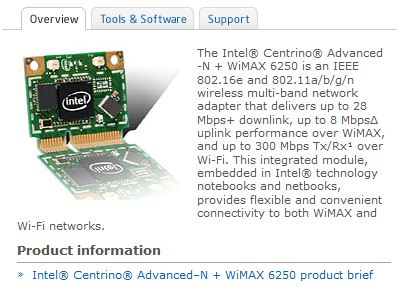 Overview
Tools & Software
Support
The Intel® Centrino® Advanced
-N + WiMAX 6250 is an IEEE
802.16e and 802.11a/b/g/n
wireless multi-band network
adapter that delivers up to 28
Mbps+ downlink, up to 8 MbpsΔ
uplink performance over WiMAX,
and up to 300 Mbps Tx/Rx¹ over
Wi-Fi. This integrated module,
embedded in Intel® technology
notebooks and netbooks,
provides flexible and convenient
connectivity to both WiMAX and
Wi-Fi networks.
intel
intel
Product information
» Intel® Centrino® Advanced–N + WiMAX 6250 product brief